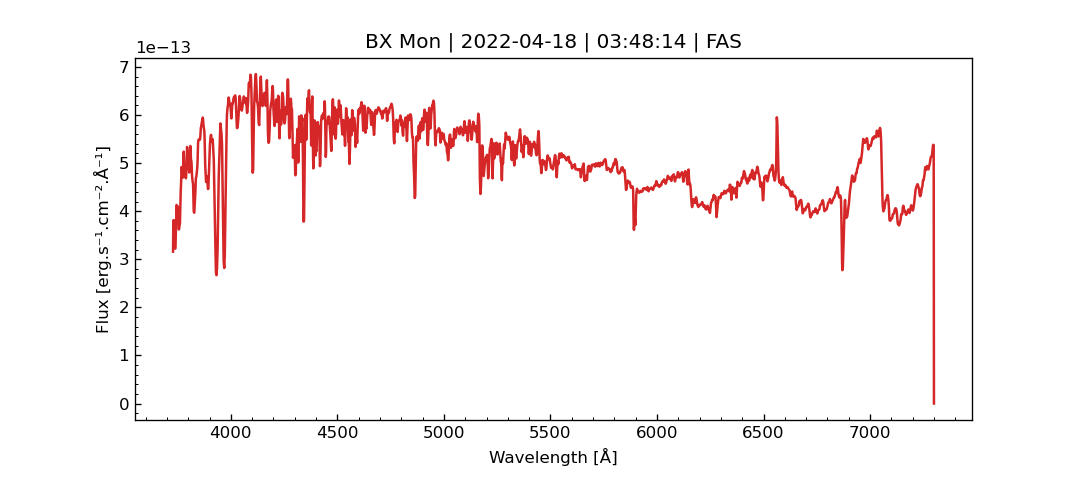 BX Mon | 2022-04-18 | 03:48:14 | FAS
1e−13
7
6
5
4
3
2
1
0
Flux [erg.s⁻¹.cm⁻².Å⁻¹]
4000 4500 5000 5500 6000 6500 7000
Wavelength [Å]